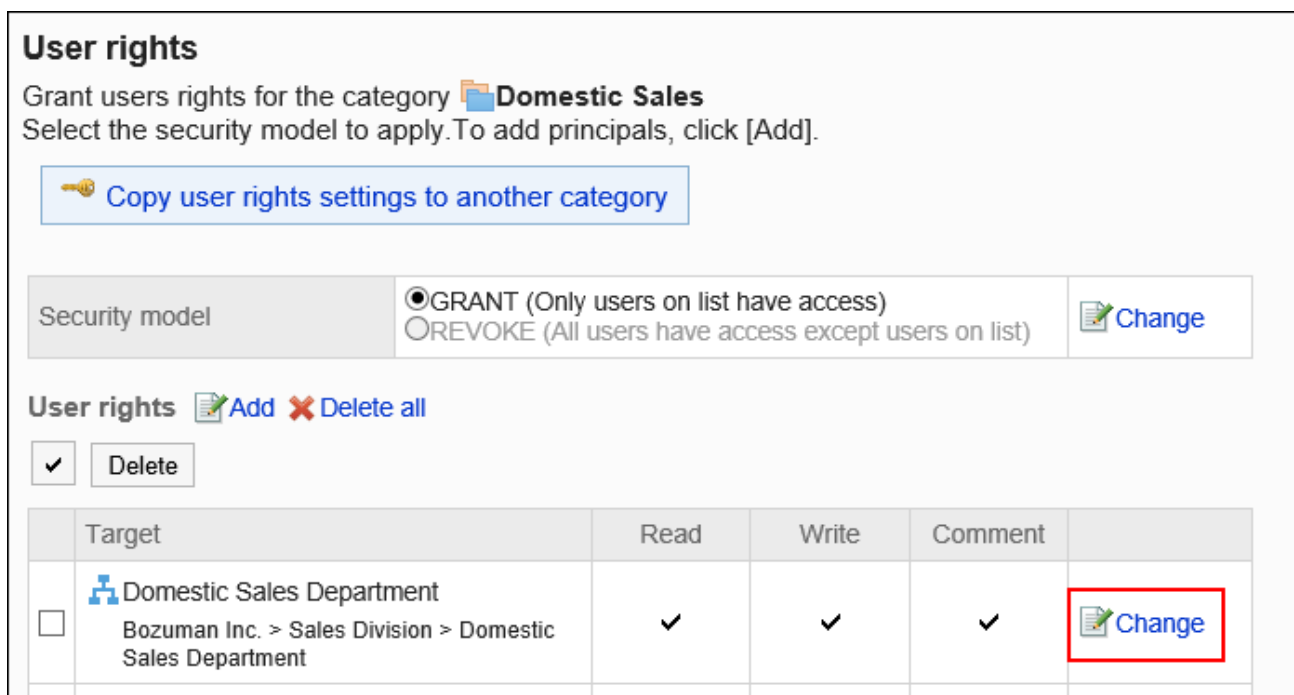 User rights
Grant users rights for the category Domestic Sales
Select the security model to apply.To add principals, click [Add].
Copy user rights settings to another category
Security model
GRANT (Only users on list have access)
REVOKE (All users have access except users on list)
Change
User rights Add Delete all
Delete
Target Read Write Comment
Domestic Sales Department
Bozuman Inc. > Sales Division > Domestic
Sales Department
Change